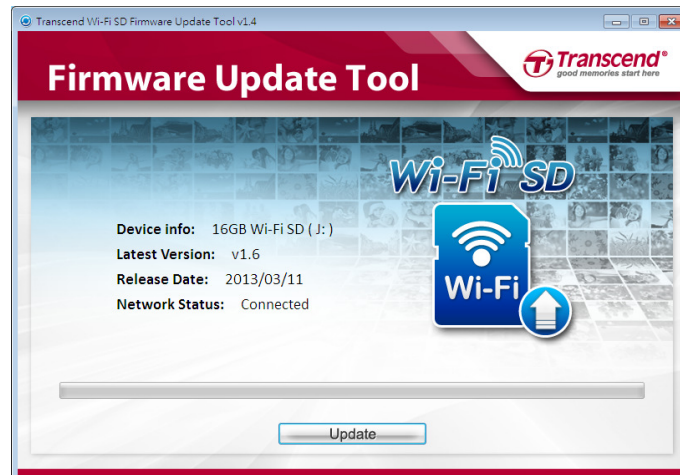 Transcend Wi-Fi SD Firmware Update Tool v1.4
Transcend®
good memories start here
Firmware Update Tool
Wi-Fi SD
Device info: 16GB Wi-Fi SD ( J: )
Latest Version: v1.6
Release Date: 2013/03/11
Network Status: Connected
Wi-Fi
Update